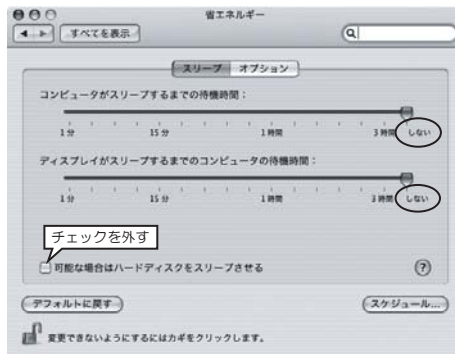 省エネルギー
すべてを表示
スリープ オプション
コンピュータがスリープするまでの待機時間：
1分 15分 1時間 3時間 しない
ディスプレイがスリープするまでのコンピュータの待機時間：
1分 15分 1時間 3時間 しない
チェックを外す
可能な場合はハードディスクをスリープさせる
?
デフォルトに戻す スケジュール...
変更できないようにするにはカギをクリックします。